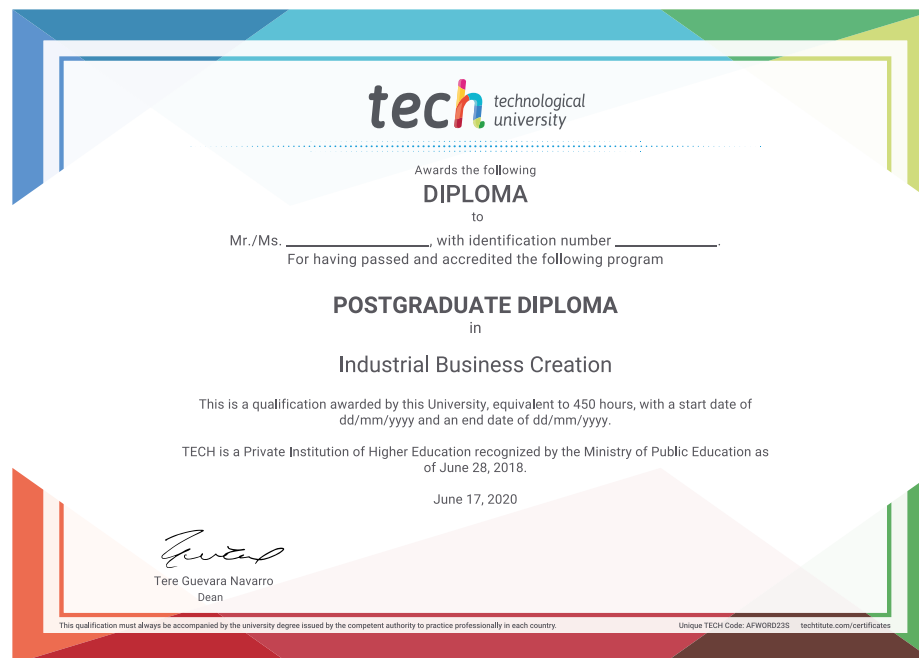 tech technological
university
Awards the following
DIPLOMA
to
Mr./Ms. ________________, with identification number ____________.
For having passed and accredited the following program
POSTGRADUATE DIPLOMA
in
Industrial Business Creation
This is a qualification awarded by this University, equivalent to 450 hours, with a start date of
dd/mm/yyyy and an end date of dd/mm/yyyy.
TECH is a Private Institution of Higher Education recognized by the Ministry of Public Education as
of June 28, 2018.
June 17, 2020
Tere Guevara Navarro
Dean
This qualification must always be accompanied by the university degree issued by the competent authority to practice professionally in each country. Unique TECH Code: AFWORD23S techtitute.com/certificates